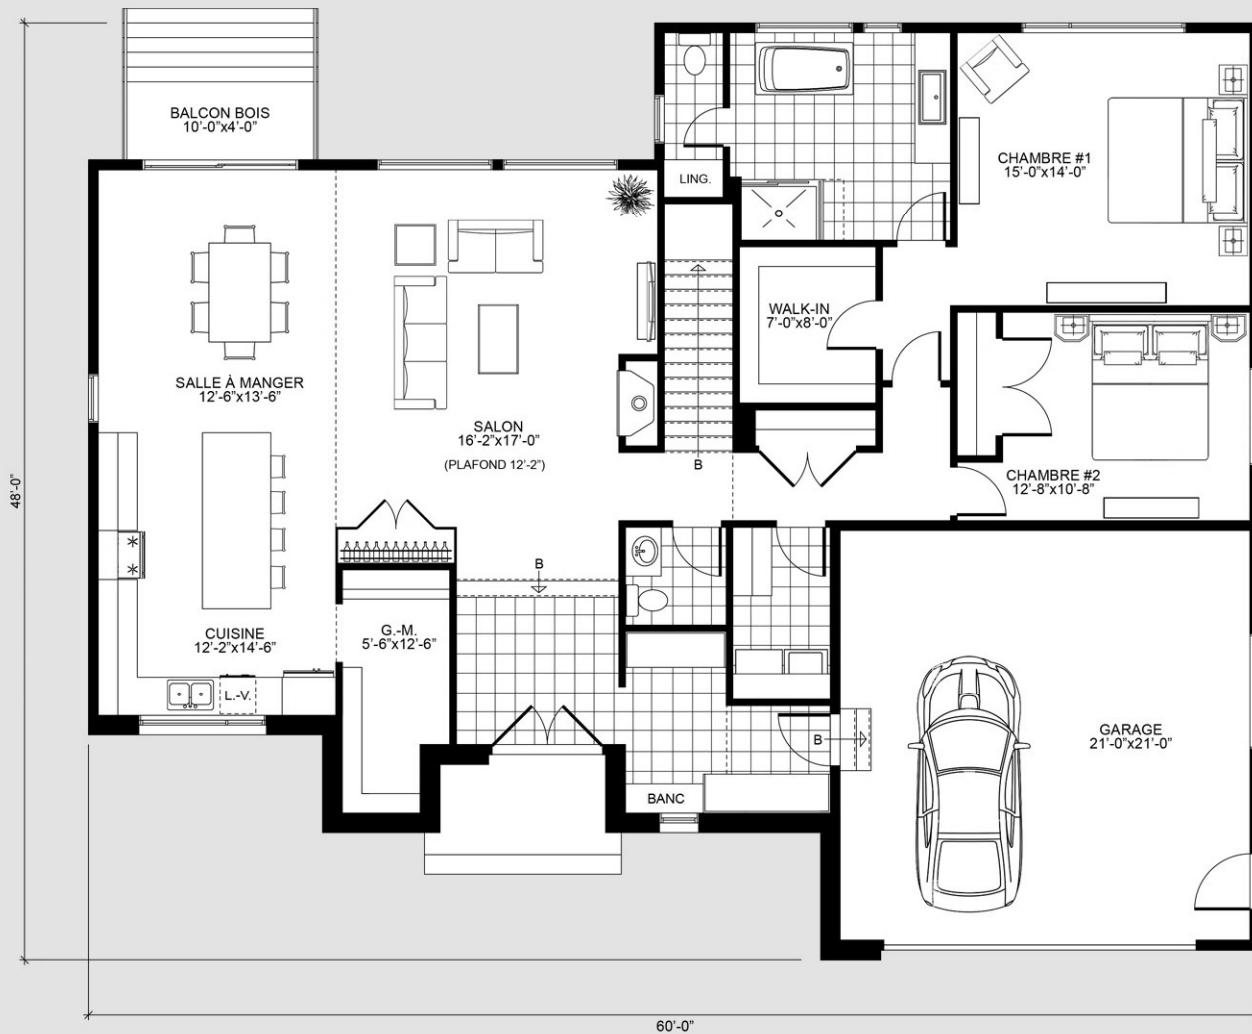 BALCON BOIS
10'-0"x4'-0"
LING.
CHAMBRE #1
15'-0"x14'-0"
WALK-IN
7'-0"x8'-0"
SALLE À MANGER
12'-6"x13'-6"
SALON
16'-2"x17'-0"
(PLAFOND 12'-2")
B
CHAMBRE #2
12'-8"x10'-8"
48'-0"
B
G.-M.
5'-6"x12'-6"
CUISINE
12'-2"x14'-6"
L.-V.
B
GARAGE
21'-0"x21'-0"
BANC
60'-0"